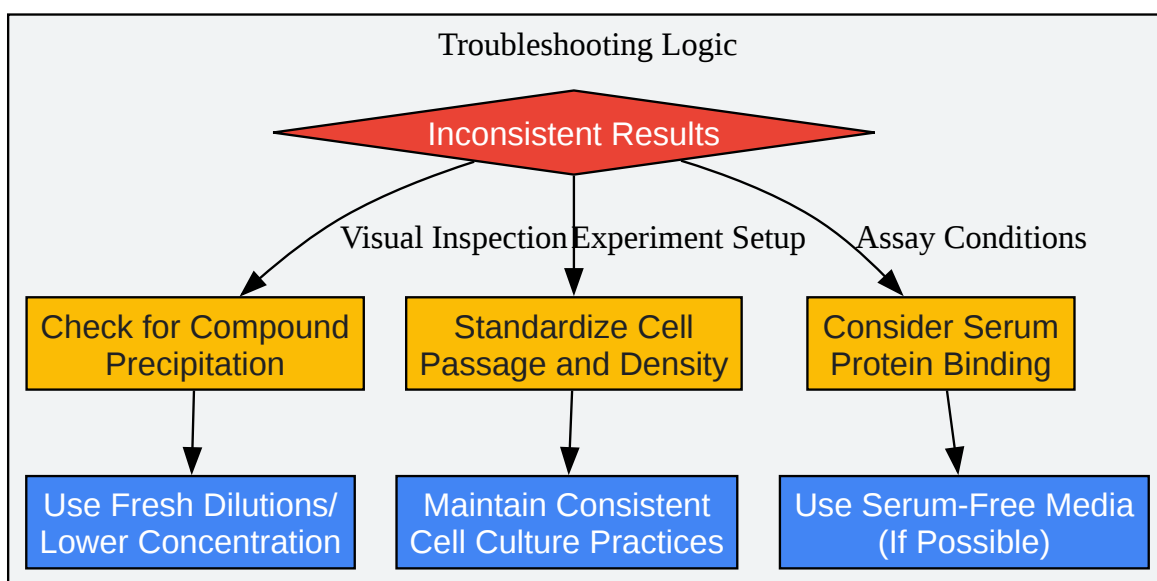 Troubleshooting Logic
Inconsistent Results
Visual Inspection
Experiment Setup
Assay Conditions
Check for Compound
Precipitation
Standardize Cell
Passage and Density
Consider Serum
Protein Binding
Use Fresh Dilutions/
Lower Concentration
Maintain Consistent
Cell Culture Practices
Use Serum-Free Media
(If Possible)